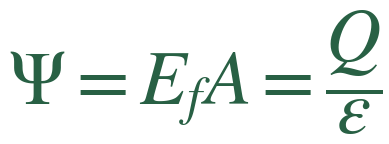 Ψ = E_f A = Q/ε